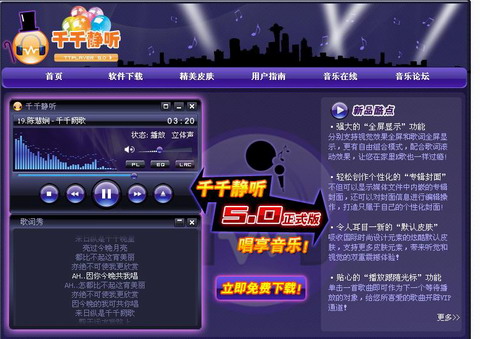 千千静听
TTPLAYER NO.1
首页 软件下载 精美皮肤 用户指南 音乐在线 音乐论坛
千千静听
19.陈慧娴 - 千千阙歌 03:20
状态: 播放 立体声
PL EQ LRC
歌词秀
来日纵是千千晚星
亮过今晚月亮
都比不起这宵美丽
亦绝不可使我更欣赏
AH..因你今晚共我唱
AH..怎都比不起这宵美丽
亦绝不可使我更欣赏
因今晚的我可共你唱
来日纵是千千阙歌
千千静听
5.0正式版
唱享音乐!
立即免费下载!
新品酷点
• 强大的“全屏显示”功能
分别支持视觉效果全屏和歌词全屏显
示，更有自由组合模式，配合歌词滚
动效果，让您在家里K歌也一样过瘾!
• 轻松创作个性化的“专辑封面”
不但可以显示媒体文件中内嵌的专辑
封面，还可以对封面信息进行编辑操
作，打造只属于自己的个性化封面!
• 令人耳目一新的“默认皮肤”
吸收国际时尚设计元素的炫酷默认皮
肤，支持更多皮肤元素，带来听觉和
视觉的双重震撼体验!
• 贴心的“播放跟随光标”功能
单击一首歌曲即可作为下一个等待播
放的对象，给您所喜爱的歌曲开辟VIP
通道!
更多>>